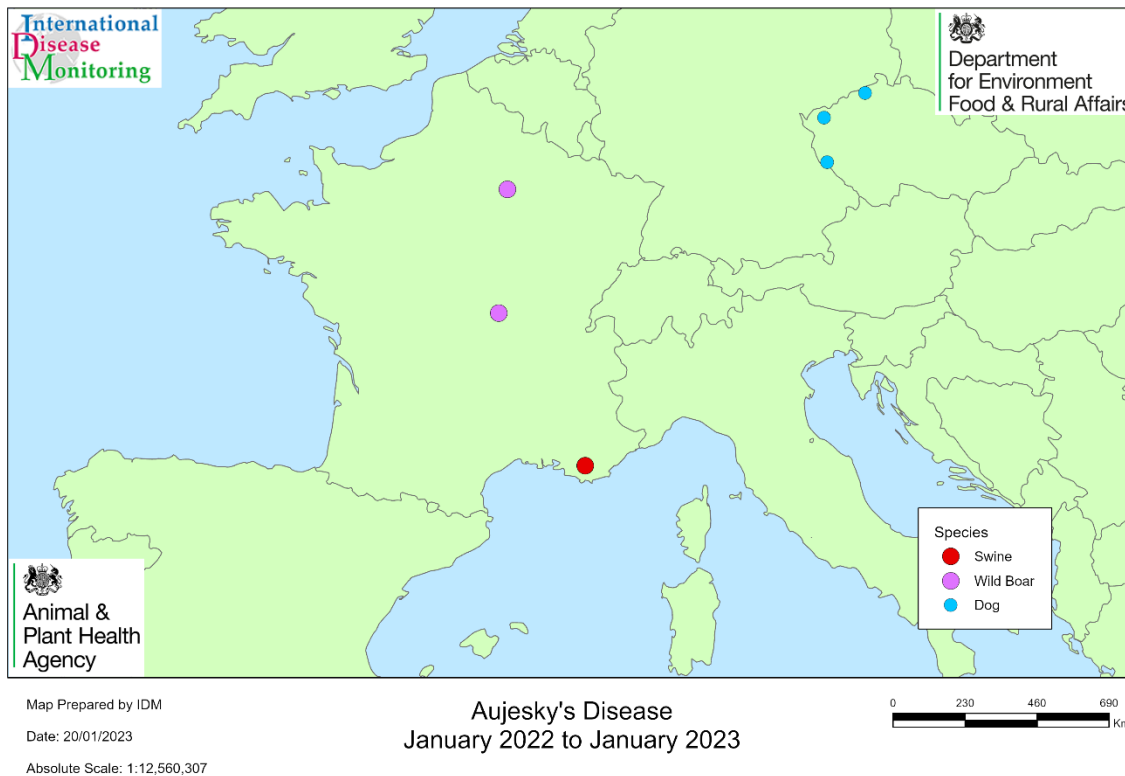 International
Disease
Monitoring
Department
for Environment
Food & Rural Affairs
Species
Swine
Wild Boar
Dog
Animal &
Plant Health
Agency
Map Prepared by IDM
Date: 20/01/2023
Absolute Scale: 1:12,560,307
Aujesky's Disease
January 2022 to January 2023
0 230 460 690
Km